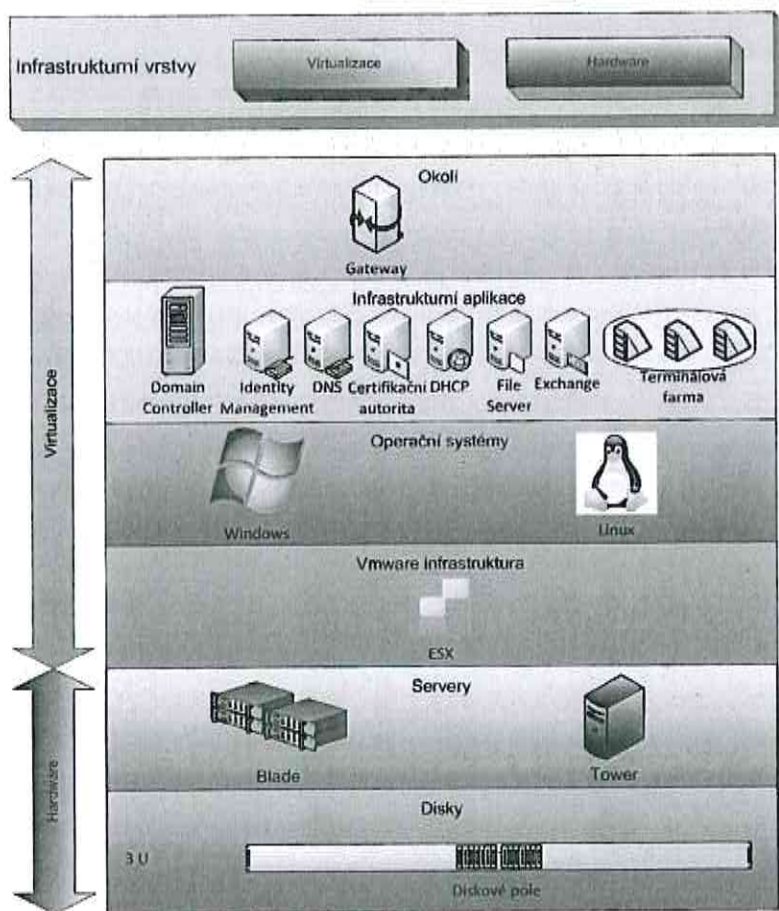 Infrastrukturní vrstvy
Virtualizace
Hardware
Okolí
Gateway
Infrastrukturní aplikace
Domain
Controller
Identity
Management
DNS
Certifikační
autorita
DHCP
File
Server
Exchange
Terminálová
farma
Virtualizace
Operační systémy
Windows
Linux
Vmware infrastruktura
ESX
Servery
Blade
Tower
Hardware
Disky
3 U
Diskové pole